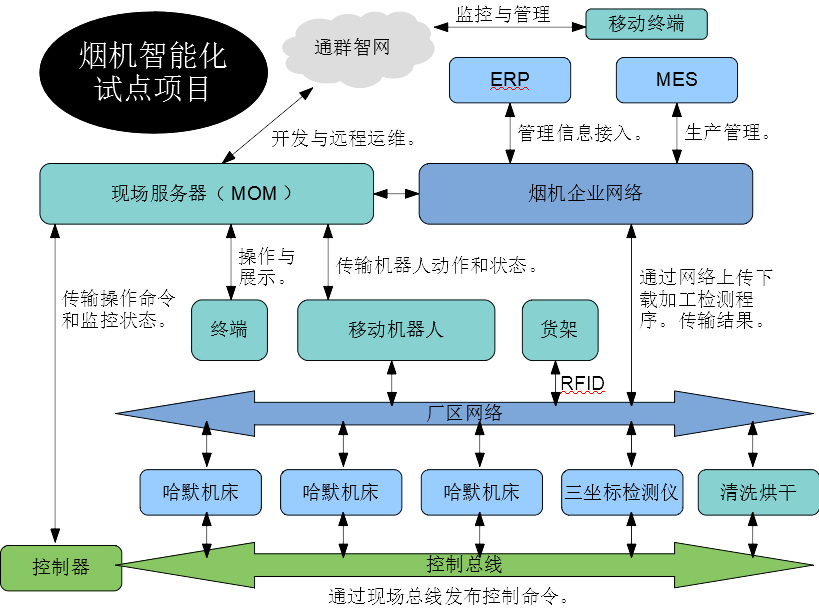 烟机智能化
试点项目
通群智网
监控与管理
移动终端
ERP
MES
开发与远程运维。
管理信息接入。
生产管理。
现场服务器（MOM）
烟机企业网络
传输操作命令
和监控状态。
操作与
展示。
传输机器人动作和状态。
通过网络上传下
载加工检测程
序。传输结果。
终端
移动机器人
货架
RFID
厂区网络
哈默机床
哈默机床
哈默机床
三坐标检测仪
清洗烘干
控制器
控制总线
通过现场总线发布控制命令。